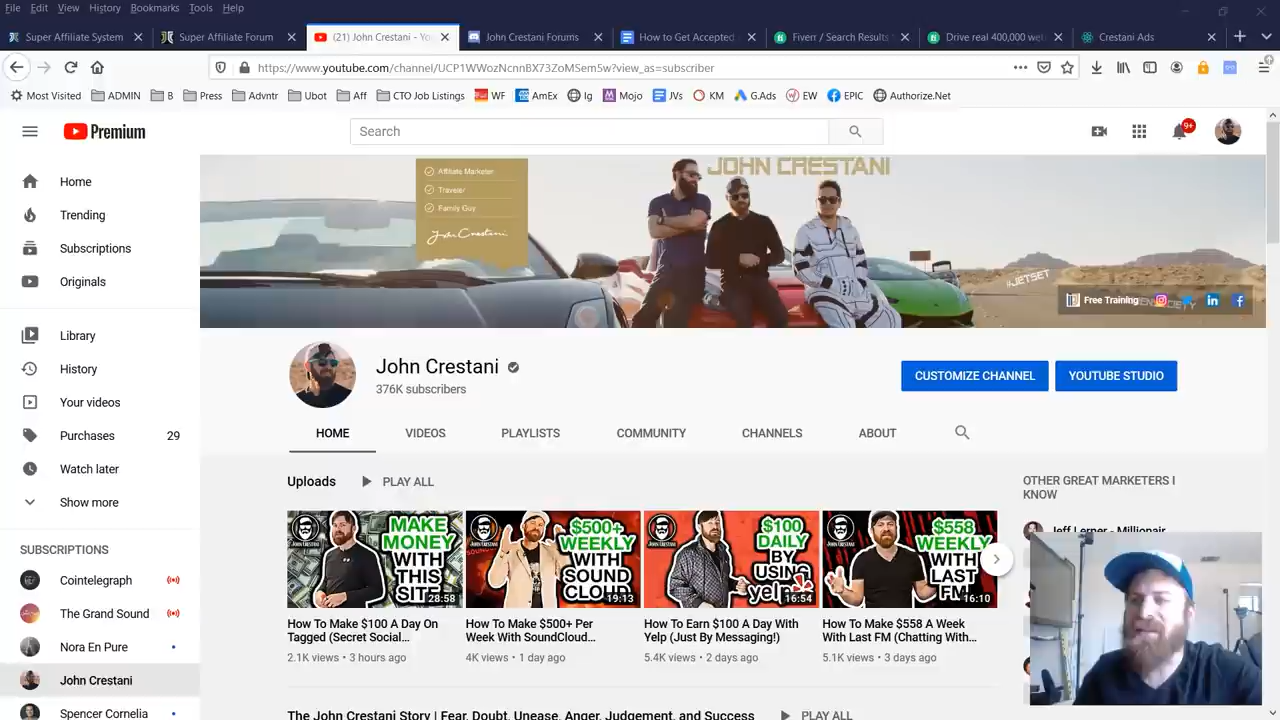 File Edit View History Bookmarks Tools Help
Super Affiliate System
Super Affiliate Forum
(21) John Crestani - Yo
John Crestani Forums
How to Get Accepted
Fiverr / Search Results
Drive real 400,000 we
Crestani Ads
https://www.youtube.com/channel/UCP1WWozNcnnBX73ZoMSem5w?view_as=subscriber
Most Visited ADMIN B Press Advntr Ubot Aff CTO Job Listings WF AmEx Ig Mojo JVs KM G.Ads EW EPIC Authorize.Net
Premium
Search
9+
Home
Trending
Subscriptions
Originals
Library
History
Your videos
Purchases 29
Watch later
Show more
SUBSCRIPTIONS
Cointelegraph
The Grand Sound
Nora En Pure
John Crestani
Spencer Cornelia
JOHN CRESTANI
Affiliate Marketer
Traveler
Family Guy
John Crestani
#JETSET
Free Training
John Crestani
376K subscribers
CUSTOMIZE CHANNEL
YOUTUBE STUDIO
HOME VIDEOS PLAYLISTS COMMUNITY CHANNELS ABOUT
Uploads PLAY ALL
MAKE
MONEY
WITH
THIS
SITE
28:58
How To Make $100 A Day On
Tagged (Secret Social...
2.1K views • 3 hours ago
$500+
WEEKLY
WITH
SOUND
CLOUD
19:13
How To Make $500+ Per
Week With SoundCloud...
4K views • 1 day ago
$100
DAILY
BY
USING
yelp
16:54
How To Earn $100 A Day With
Yelp (Just By Messaging!)
5.4K views • 2 days ago
$558
WEEKLY
WITH
LAST
FM
16:10
How To Make $558 A Week
With Last FM (Chatting With...
5.1K views • 3 days ago
OTHER GREAT MARKETERS I
KNOW
Jeff Lerner - Millionair
The John Crestani Story | Fear, Doubt, Unease, Anger, Judgement, and Success PLAY ALL